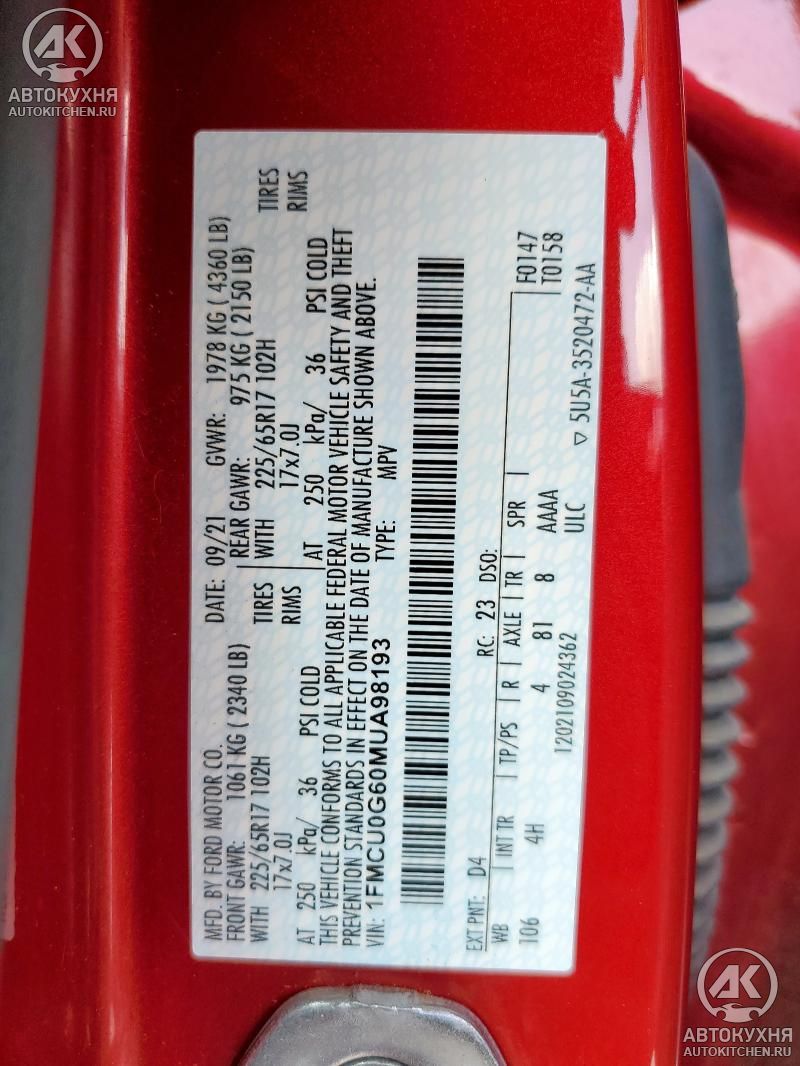 AK
АВТОКУХНЯ
AUTOKITCHEN.RU
MFD. BY FORD MOTOR CO. DATE: 09/21 GVWR: 1978 KG ( 4360 LB)
FRONT GAWR: 1061 KG ( 2340 LB) REAR GAWR: 975 KG ( 2150 LB)
WITH 225/65R17 102H TIRES WITH 225/65R17 102H TIRES
17x7.0J RIMS 17x7.0J RIMS
AT 250 kPa/ 36 PSI COLD AT 250 kPa/ 36 PSI COLD
THIS VEHICLE CONFORMS TO ALL APPLICABLE FEDERAL MOTOR VEHICLE SAFETY AND THEFT
PREVENTION STANDARDS IN EFFECT ON THE DATE OF MANUFACTURE SHOWN ABOVE.
VIN: 1FMCU0G60MUA98193 TYPE: MPV
EXT PNT: D4 RC: 23 DSO: F0147
T0158
WB INT TR TP/PS R AXLE TR SPR
106 4H 4 81 8 AAAA
ULC
1202109024362 ▽ 5U5A-3520472-AA
AK
АВТОКУХНЯ
AUTOKITCHEN.RU